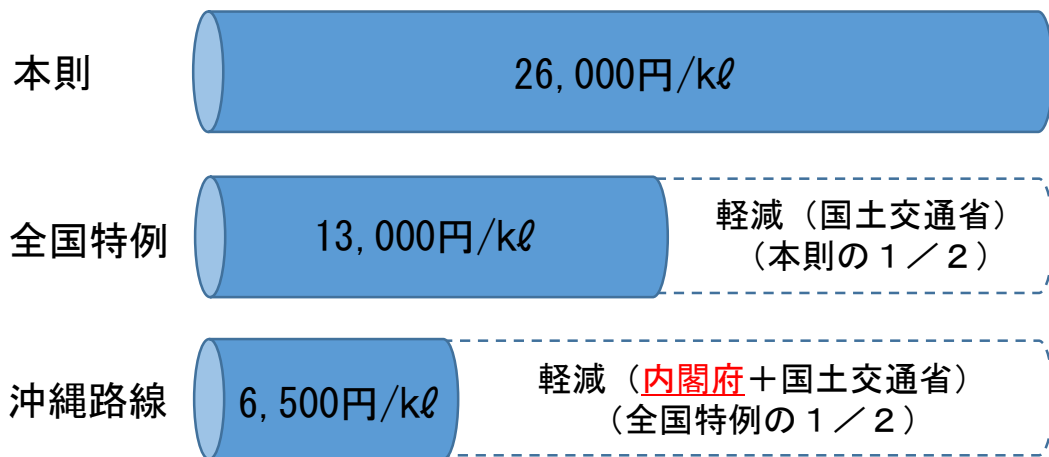 本則
26,000円/kℓ
全国特例
13,000円/kℓ
軽減（国土交通省）
（本則の１／２）
沖縄路線
6,500円/kℓ
軽減（内閣府＋国土交通省）
（全国特例の１／２）